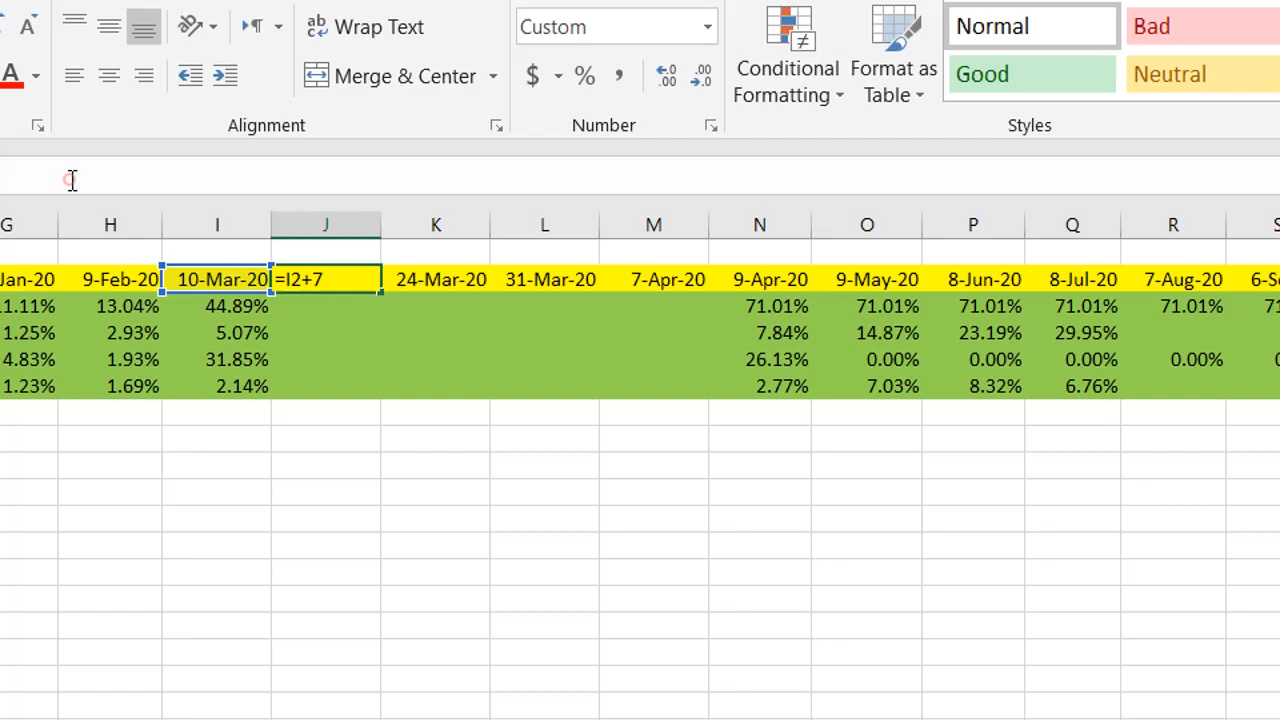 A
Wrap Text
Custom
Normal
Bad
A
Merge & Center
$ % ,
Conditional Formatting
Format as Table
Good
Neutral
Alignment
Number
Styles
G H I J K L M N O P Q R
Jan-20 9-Feb-20 10-Mar-20 =I2+7 24-Mar-20 31-Mar-20 7-Apr-20 9-Apr-20 9-May-20 8-Jun-20 8-Jul-20 7-Aug-20
13.04% 44.89% 71.01% 71.01% 71.01% 71.01% 71.01%
1.25% 2.93% 5.07% 7.84% 14.87% 23.19% 29.95%
4.83% 1.93% 31.85% 26.13% 0.00% 0.00% 0.00% 0.00%
1.23% 1.69% 2.14% 2.77% 7.03% 8.32% 6.76%